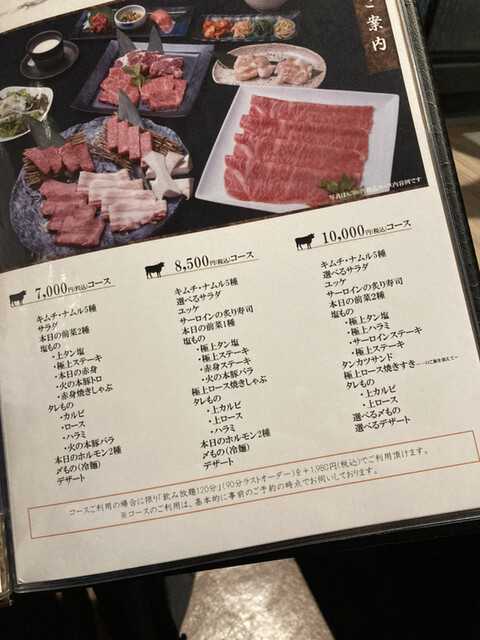 ご案内
7,000円(税込)コース
キムチ・ナムル5種
サラダ
本日の前菜2種
塩もの
・上タン塩
・極上ステーキ
・本日の赤身
・火の本豚トロ
・赤身焼きしゃぶ
タレもの
・カルビ
・ロース
・ハラミ
・火の本豚バラ
本日のホルモン2種
〆もの(冷麺)
デザート
8,500円(税込)コース
キムチ・ナムル5種
選べるサラダ
ユッケ
サーロインの炙り寿司
本日の前菜1種
塩もの
・極上タン塩
・極上ステーキ
・赤身ステーキ
・火の本豚バラ
極上ロース焼きしゃぶ
タレもの
・上カルビ
・上ロース
・ハラミ
本日のホルモン2種
〆もの(冷麺)
デザート
10,000円(税込)コース
キムチ・ナムル5種
選べるサラダ
ユッケ
サーロインの炙り寿司
本日の前菜2種
塩もの
・極上タン塩
・極上ハラミ
・サーロインステーキ
・極上ステーキ
タンカツサンド
極上ロース焼きすき 〜一口ご飯を添えて〜
タレもの
・上カルビ
・上ロース
選べる〆もの
選べるデザート
コースご利用の場合に限り「飲み放題120分」(90分ラストオーダー)を+1,980円(税込)でご利用頂けます。
※コースのご利用は、基本的に事前のご予約の時点でお伺いしております。